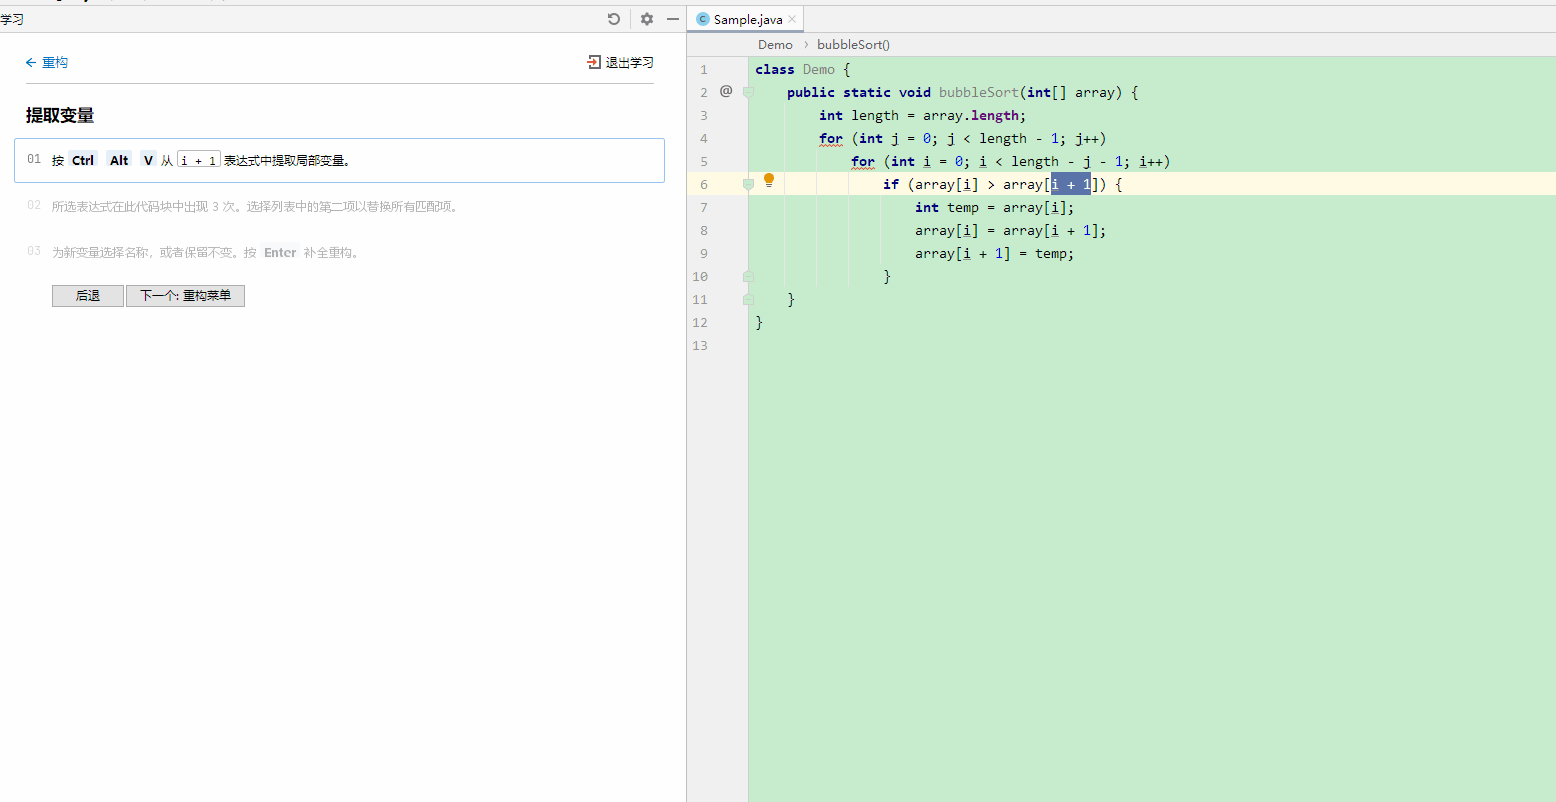 学习
重构
退出学习
提取变量
01 按 Ctrl Alt V 从 i + 1 表达式中提取局部变量。
02 所选表达式在此代码块中出现 3 次。选择列表中的第二项以替换所有匹配项。
03 为新变量选择名称，或者保留不变。按 Enter 补全重构。
后退 下一个: 重构菜单
C Sample.java
Demo › bubbleSort()
1 class Demo {
2 @ public static void bubbleSort(int[] array) {
3 int length = array.length;
4 for (int j = 0; j < length - 1; j++)
5 for (int i = 0; i < length - j - 1; i++)
6 if (array[i] > array[i + 1]) {
7 int temp = array[i];
8 array[i] = array[i + 1];
9 array[i + 1] = temp;
10 }
11 }
12 }
13